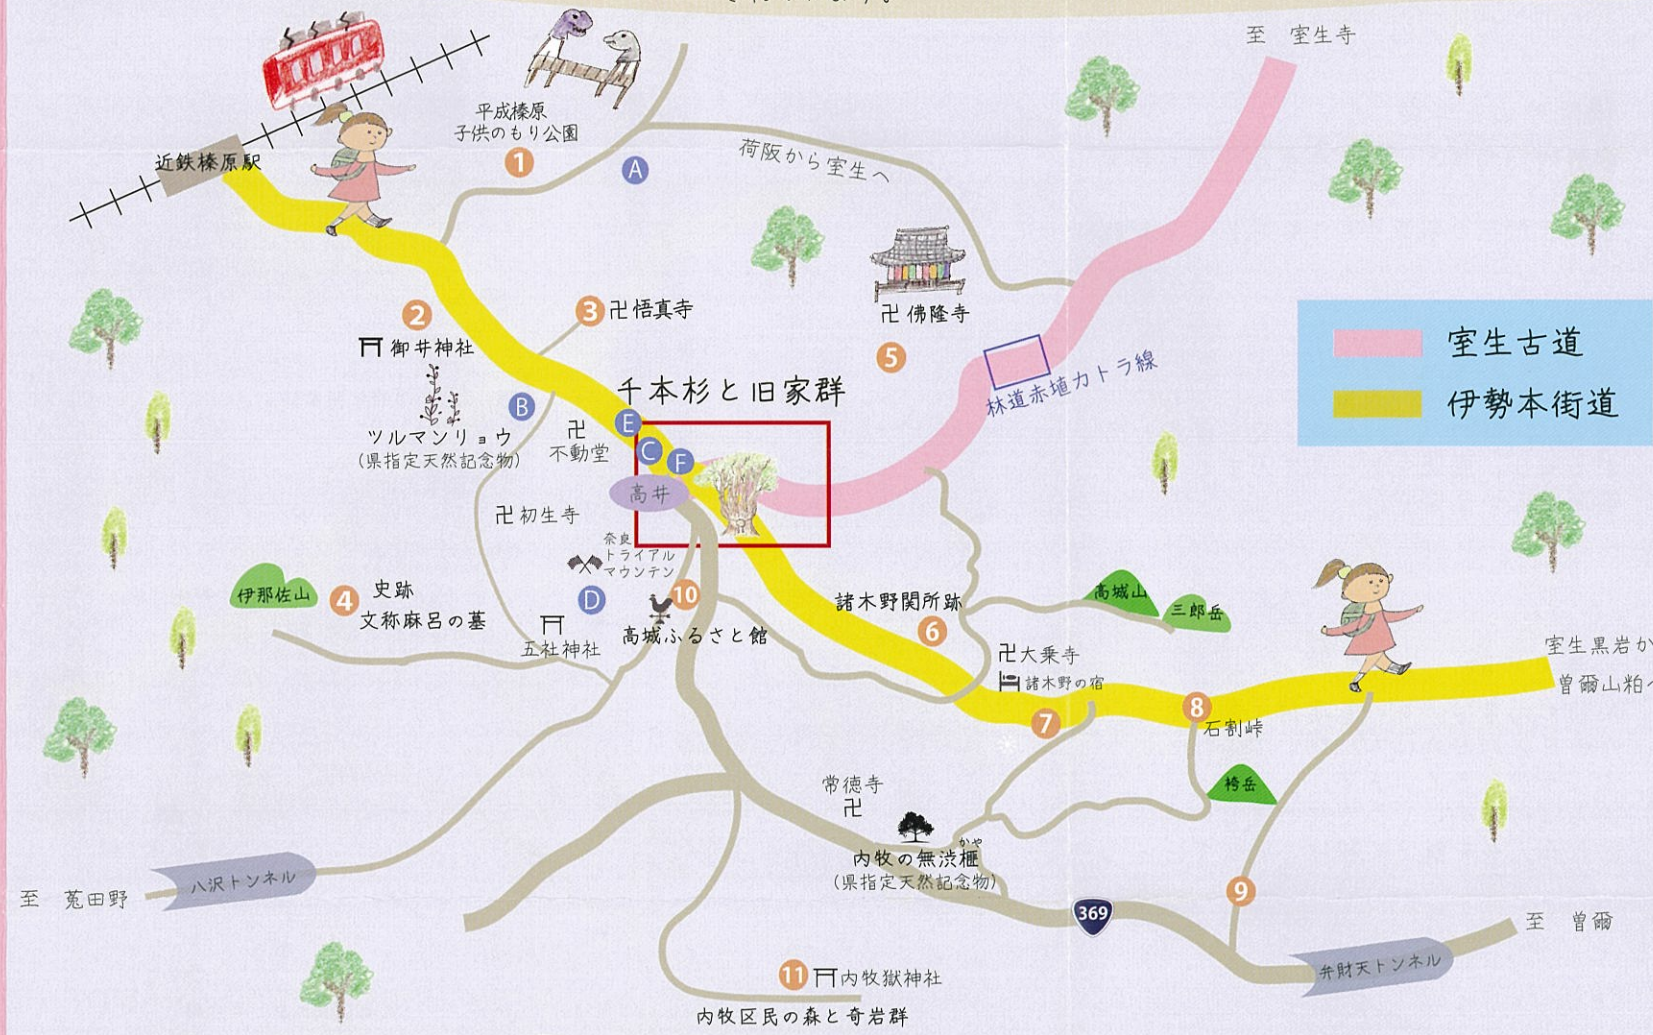 至 室生寺
平成榛原
子供のもり公園
1
A
荷阪から室生へ
近鉄榛原駅
2
御井神社
3
卍悟真寺
卍佛隆寺
5
林道赤埴カトラ線
室生古道
伊勢本街道
千本杉と旧家群
B
ツルマンリョウ
(県指定天然記念物)
卍
不動堂
E
C
F
高井
卍初生寺
奈良
トライアル
マウンテン
D
10
高城ふるさと館
伊那佐山
4
史跡
文祢麻呂の墓
五社神社
諸木野関所跡
6
高城山
三郎岳
卍大乗寺
諸木野の宿
7
8
石割峠
室生黒岩か
曽爾山粕へ
袴岳
常徳寺
卍
かや
内牧の無渋榧
(県指定天然記念物)
369
9
至 曽爾
弁財天トンネル
八沢トンネル
至 菟田野
11
内牧獄神社
内牧区民の森と奇岩群